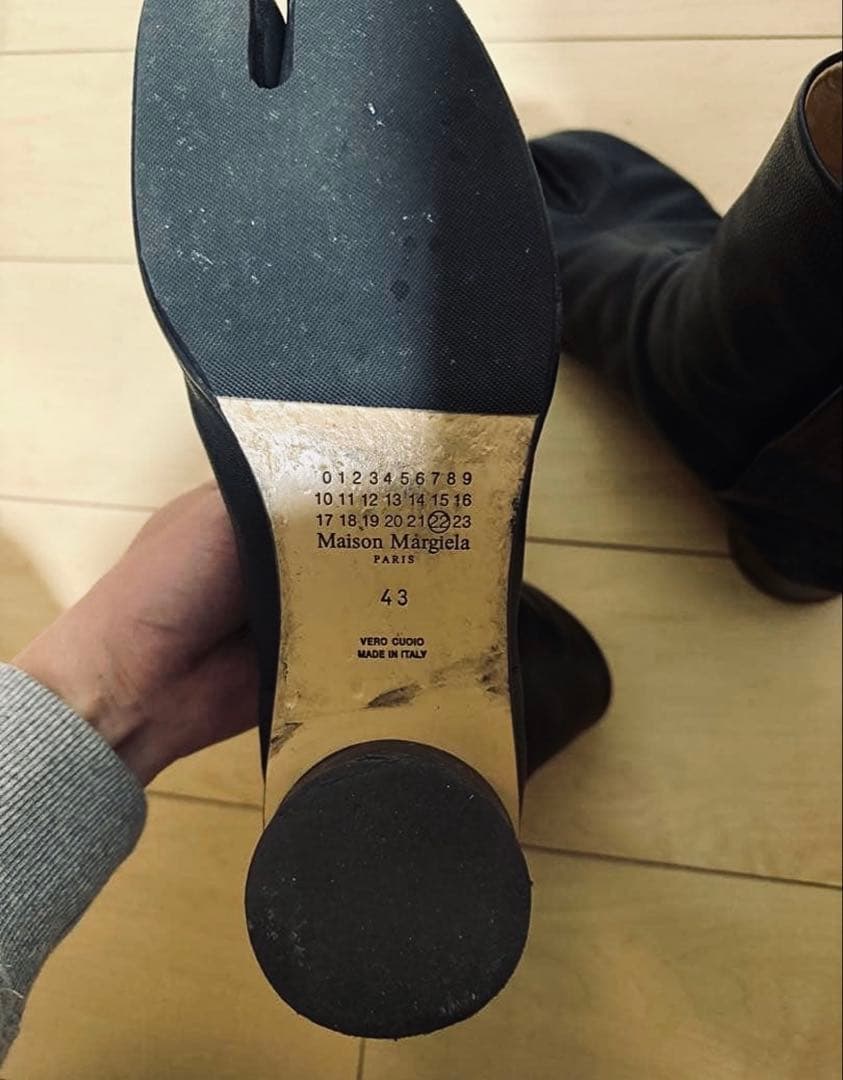 0 1 2 3 4 5 6 7 8 9
10 11 12 13 14 15 16
17 18 19 20 21 22 23
Maison Margiela
PARIS
43
VERO CUOIO
MADE IN ITALY